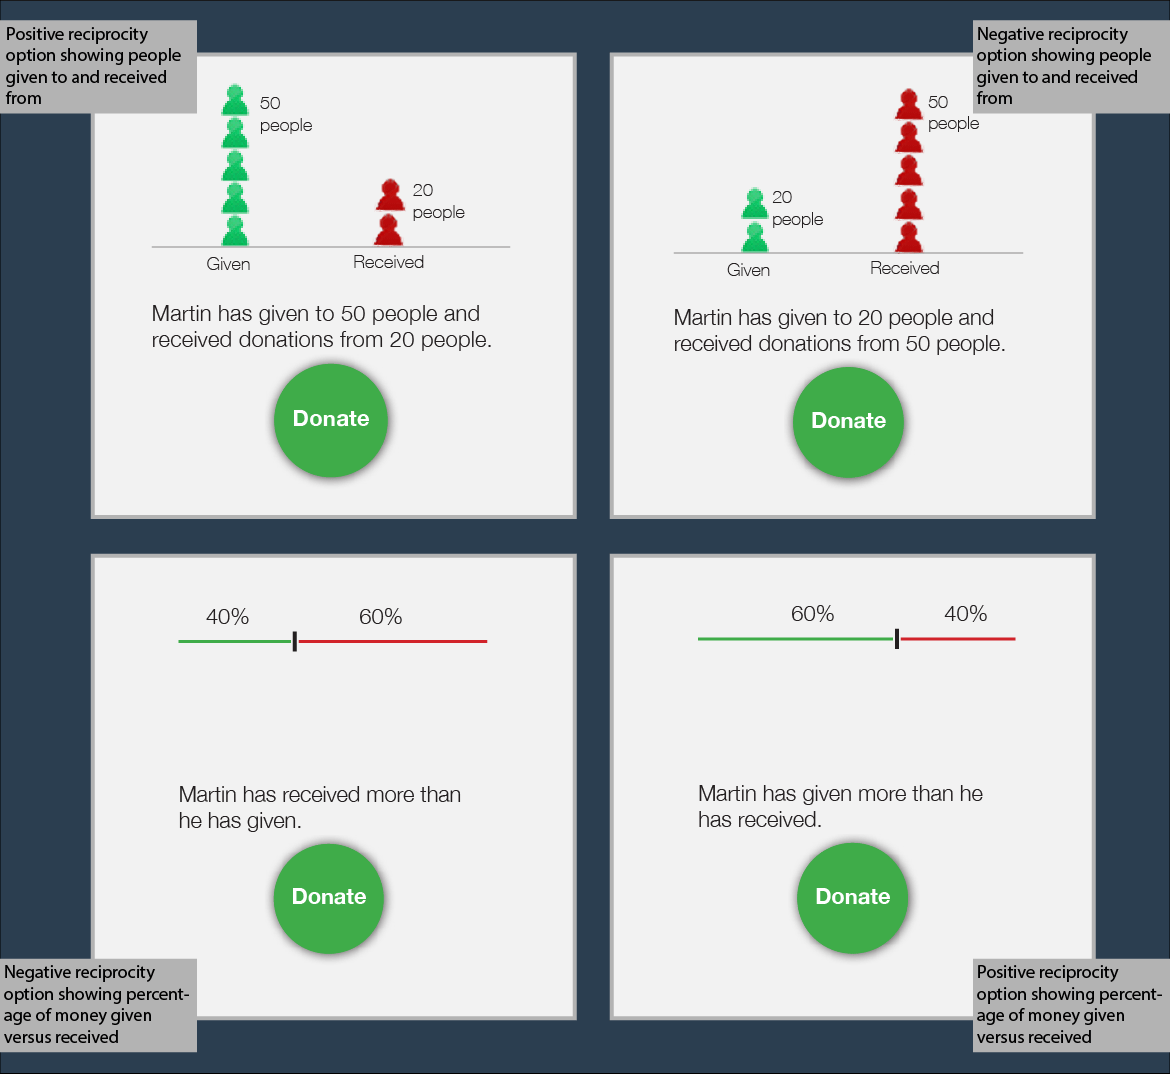 Positive reciprocity
option showing people
given to and received
from
50
people
20
people
Given
Received
Martin has given to 50 people and
received donations from 20 people.
Donate
Negative reciprocity
option showing people
given to and received
from
50
people
20
people
Given
Received
Martin has given to 20 people and
received donations from 50 people.
Donate
40%
60%
Martin has received more than
he has given.
Donate
Negative reciprocity
option showing percent-
age of money given
versus received
60%
40%
Martin has given more than he
has received.
Donate
Positive reciprocity
option showing percent-
age of money given
versus received